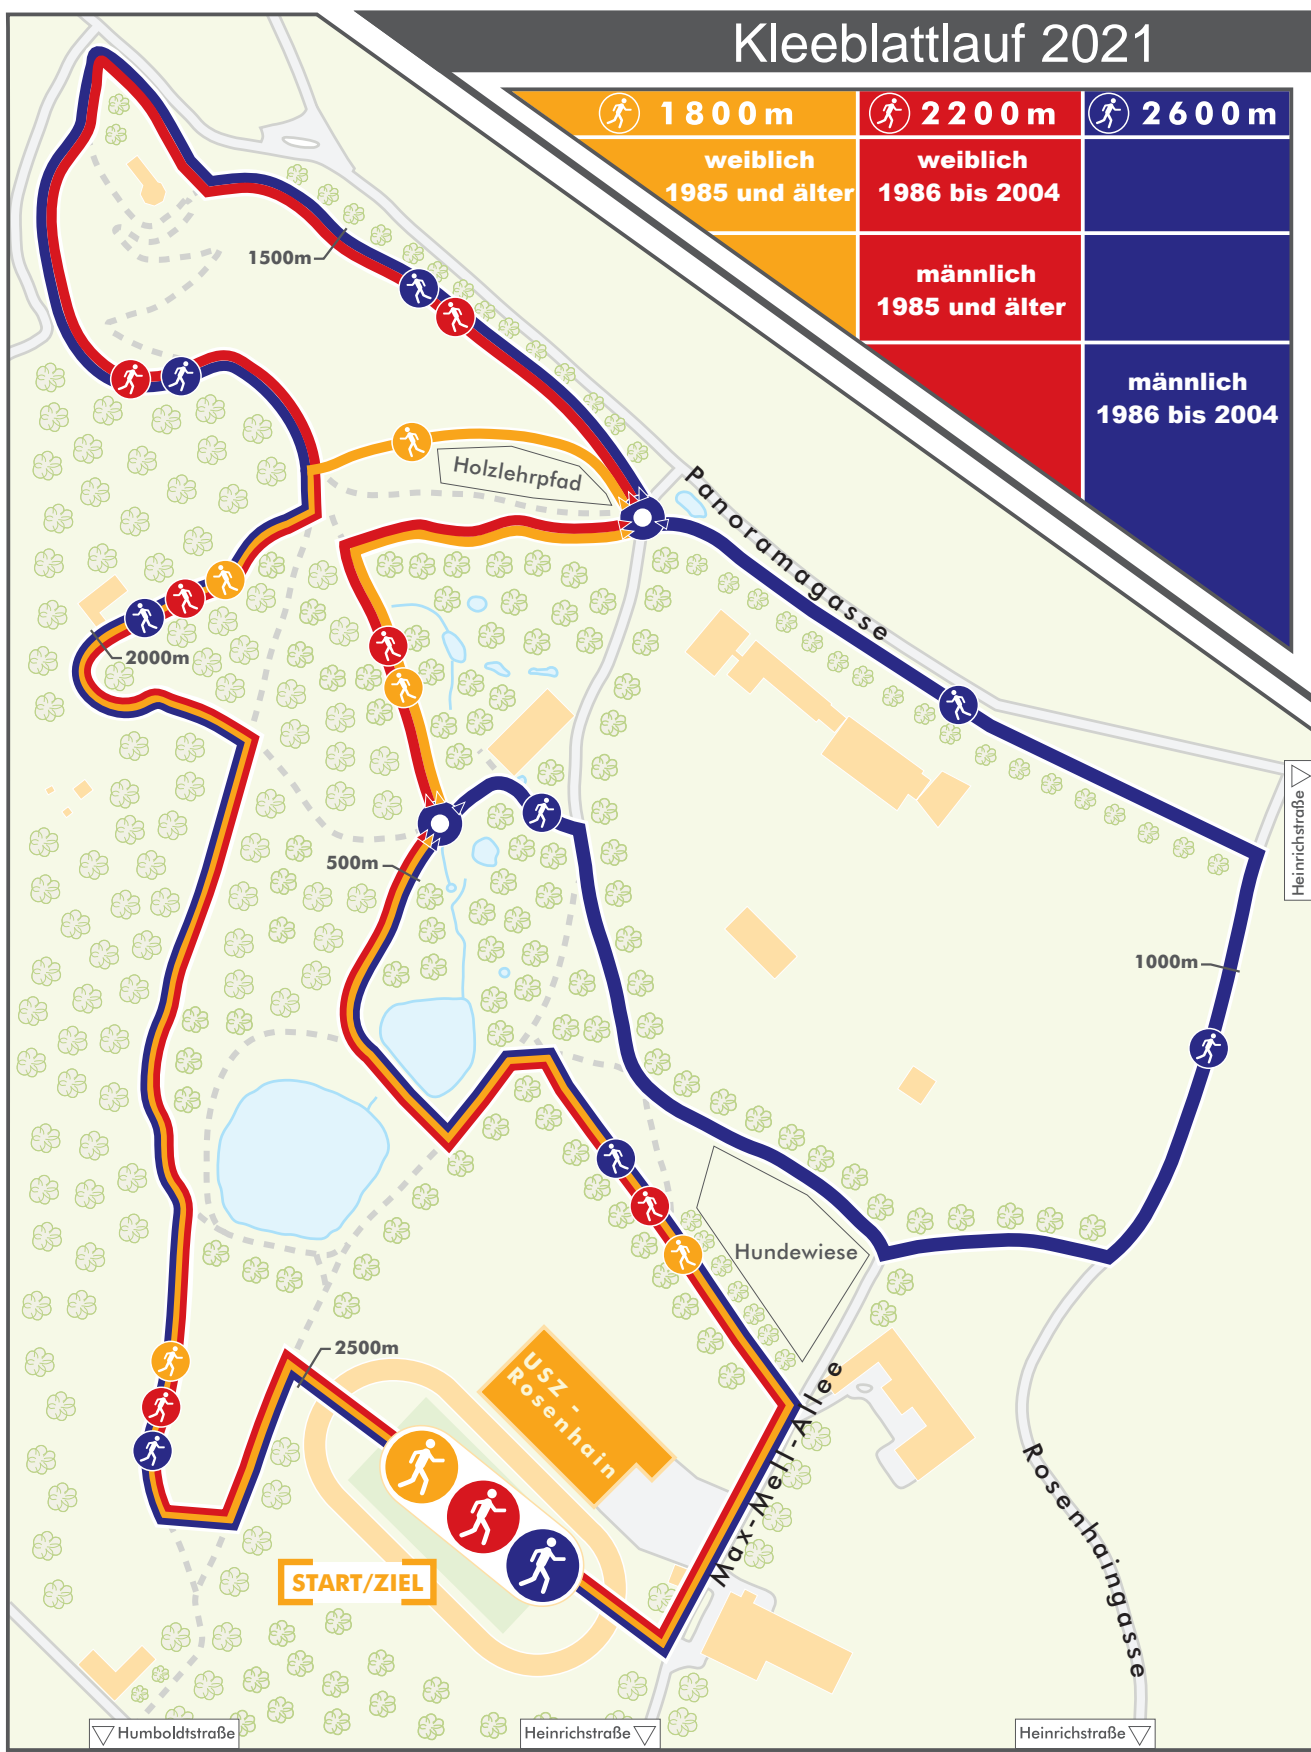 Kleeblattlauf 2021
1800m
2200m
2600m
weiblich
1985 und älter
weiblich
1986 bis 2004
männlich
1985 und älter
männlich
1986 bis 2004
1500m
Holzlehrpfad
Panoramagasse
2000m
Heinrichstraße
500m
1000m
Hundewiese
2500m
USZ -
Rosenhain
Max-Mell-Allee
Rosenhaingasse
START/ZIEL
Humboldtstraße
Heinrichstraße
Heinrichstraße